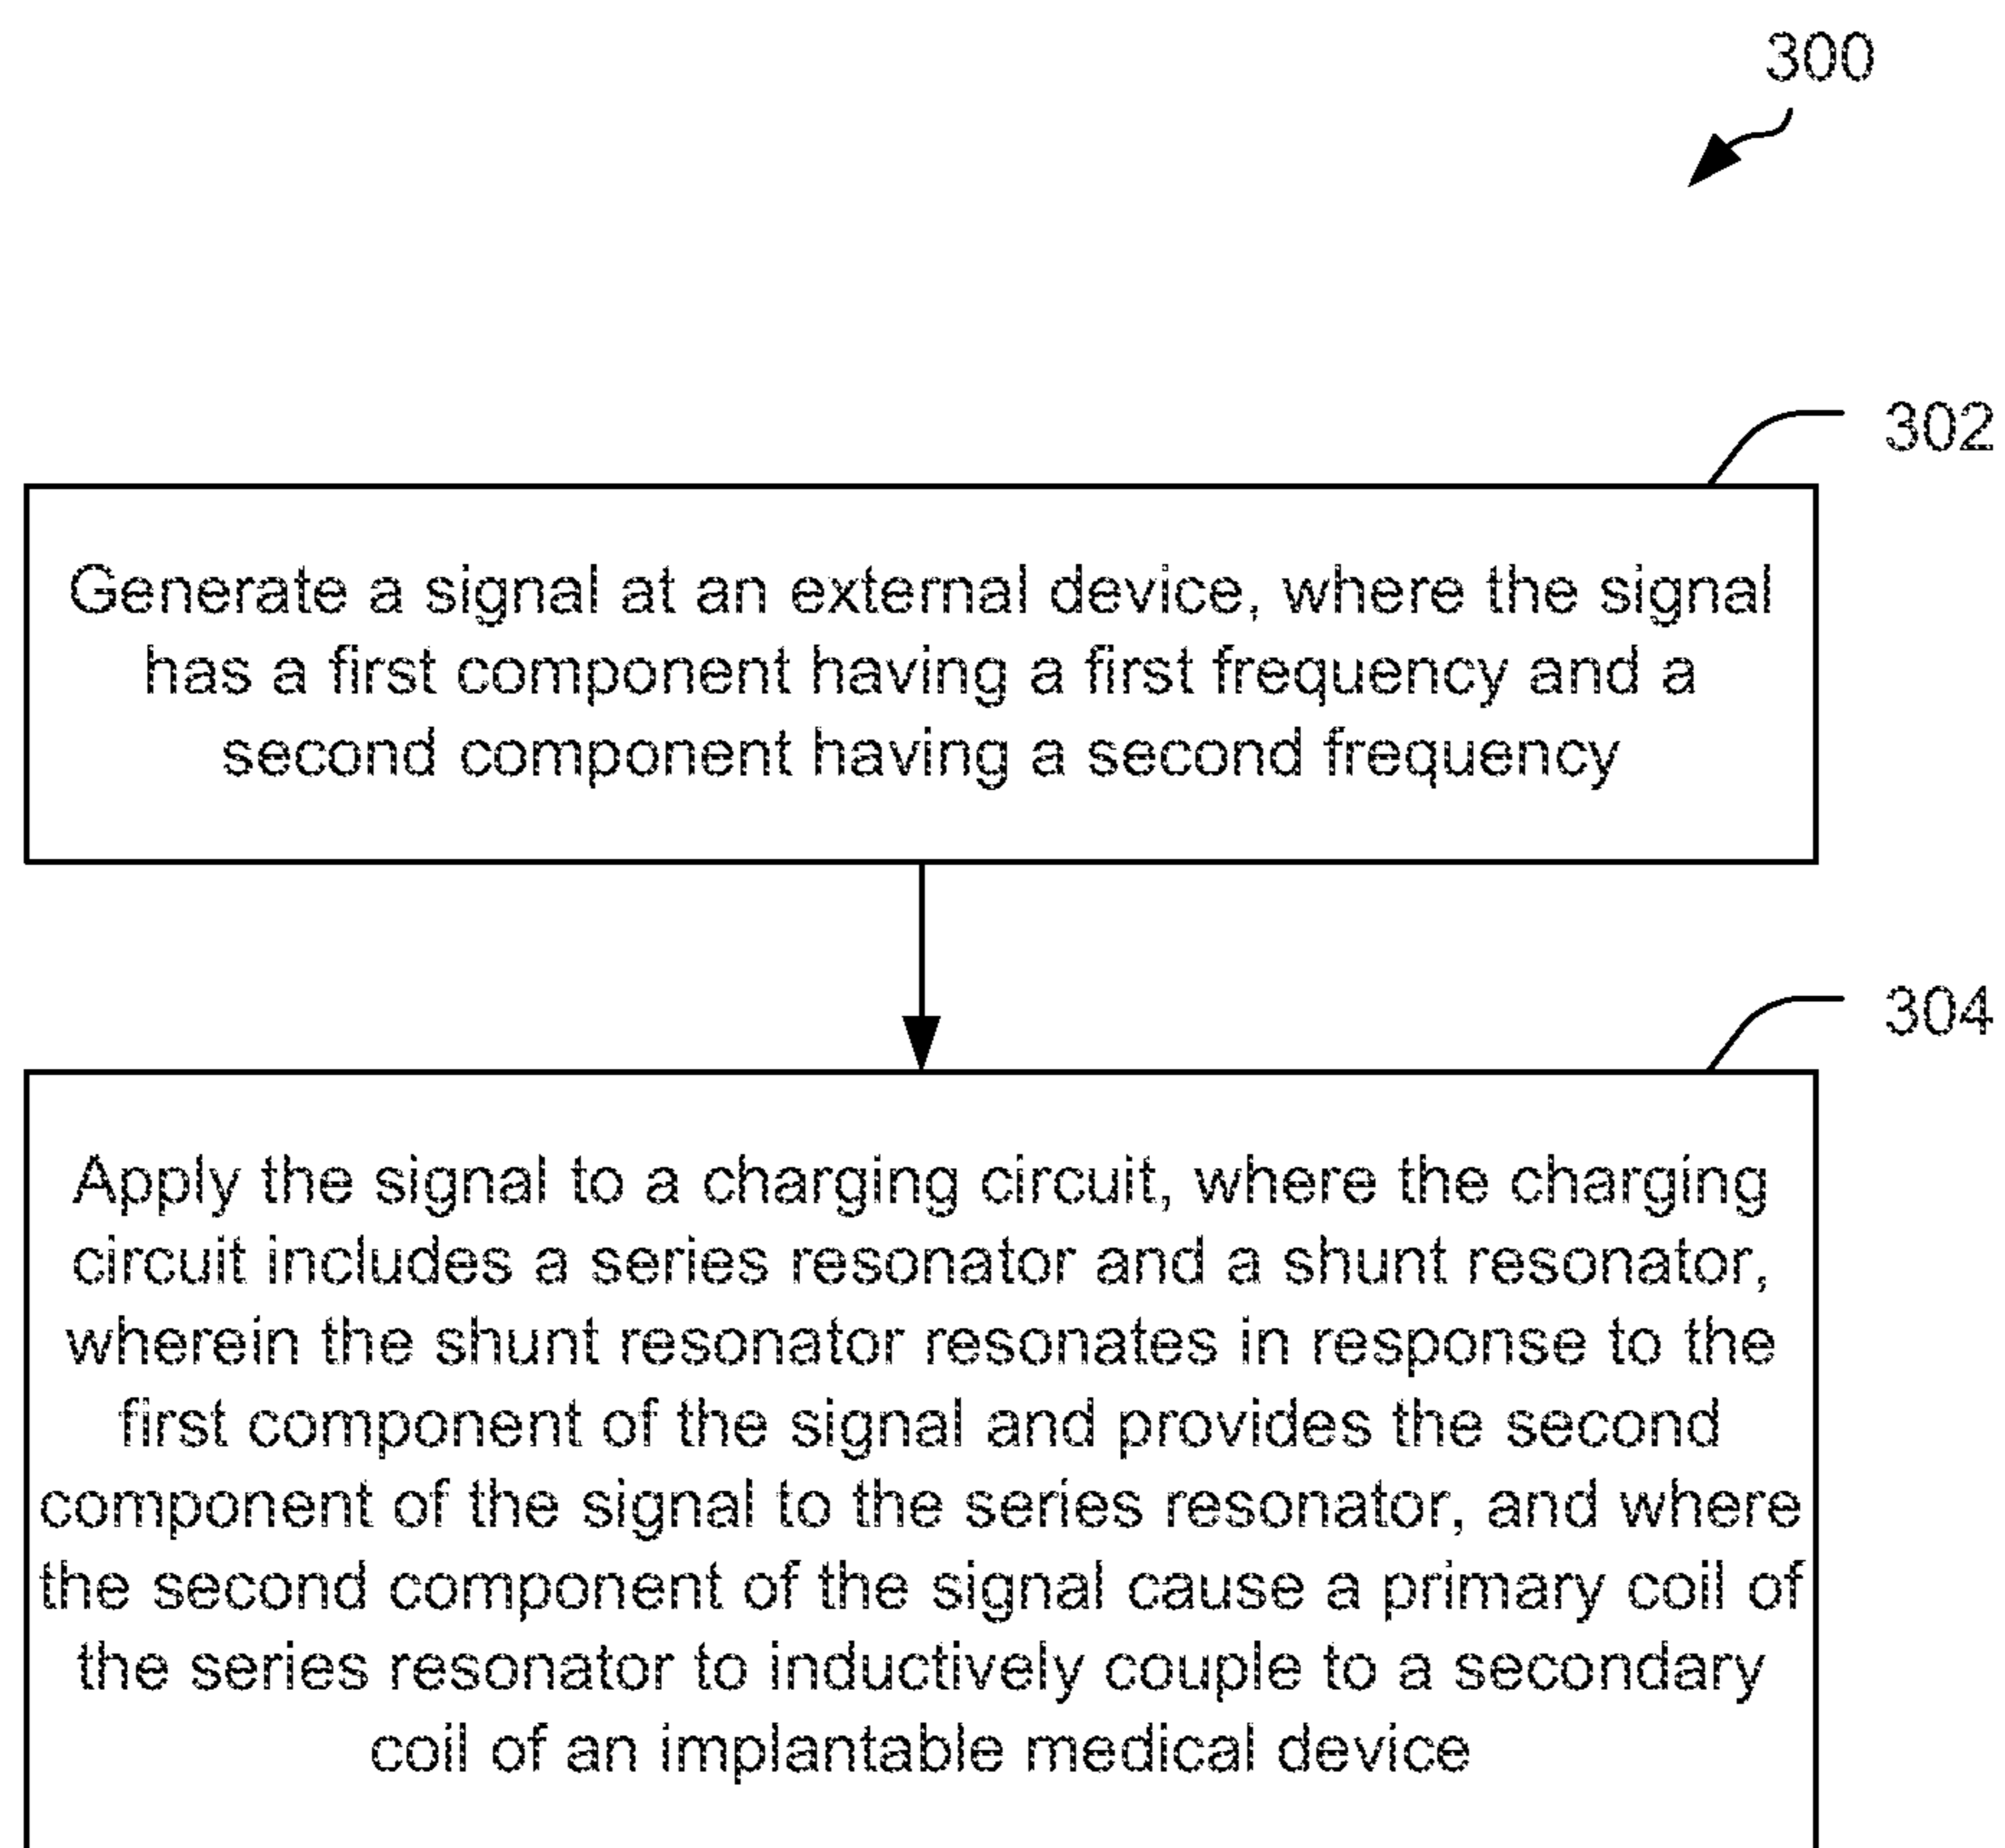 300
302
Generate a signal at an external device, where the signal
has a first component having a first frequency and a
second component having a second frequency
304
Apply the signal to a charging circuit, where the charging
circuit includes a series resonator and a shunt resonator,
wherein the shunt resonator resonates in response to the
first component of the signal and provides the second
component of the signal to the series resonator, and where
the second component of the signal cause a primary coil of
the series resonator to inductively couple to a secondary
coil of an implantable medical device